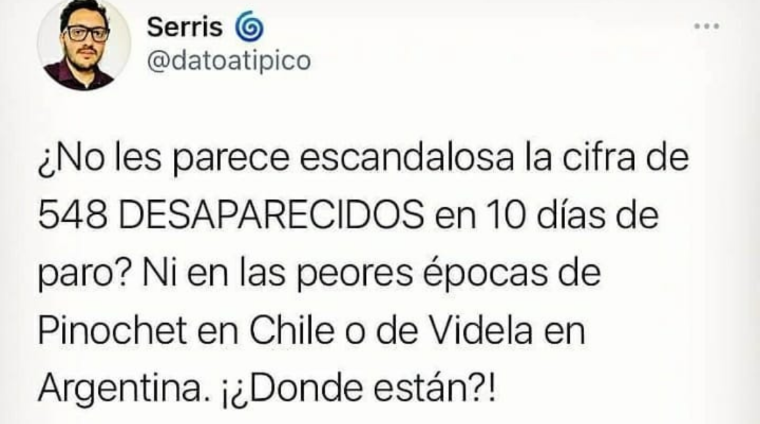 Serris 🌀
@datoatipico
¿No les parece escandalosa la cifra de
548 DESAPARECIDOS en 10 días de
paro? Ni en las peores épocas de
Pinochet en Chile o de Videla en
Argentina. ¡¿Donde están?!